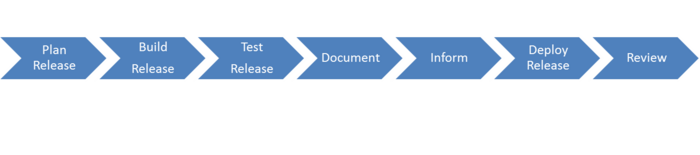 Plan
Release
Build
Release
Test
Release
Document
Inform
Deploy
Release
Review